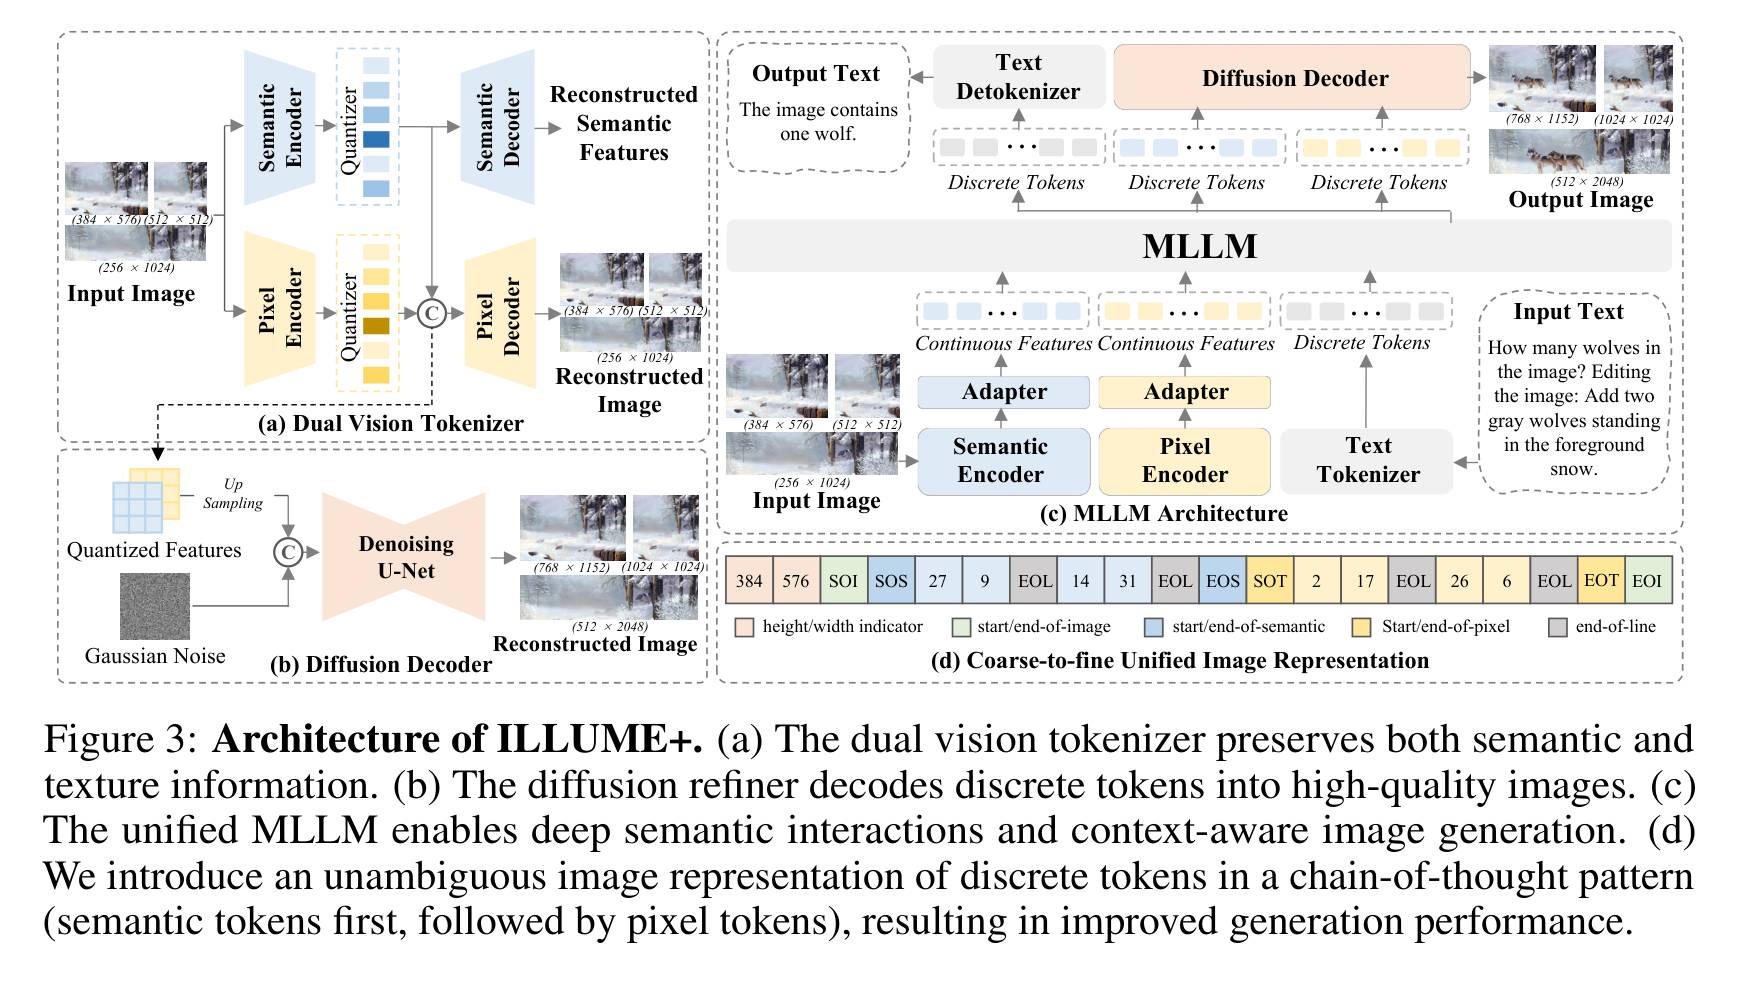 Semantic
Encoder
Quantizer
Semantic
Decoder
Reconstructed
Semantic
Features
(384 × 576) (512 × 512)
(256 × 1024)
Input Image
Pixel
Encoder
Quantizer
C
Pixel
Decoder
(384 × 576) (512 × 512)
(256 × 1024)
Reconstructed
Image
(a) Dual Vision Tokenizer
Up
Sampling
Quantized Features
C
Gaussian Noise
Denoising
U-Net
(768 × 1152) (1024 × 1024)
(512 × 2048)
Reconstructed Image
(b) Diffusion Decoder
Output Text
The image contains
one wolf.
Text
Detokenizer
Diffusion Decoder
(768 × 1152) (1024 × 1024)
(512 × 2048)
Output Image
Discrete Tokens
Discrete Tokens
Discrete Tokens
MLLM
Continuous Features
Continuous Features
Discrete Tokens
Adapter
Adapter
(384 × 576) (512 × 512)
(256 × 1024)
Input Image
Semantic
Encoder
Pixel
Encoder
Text
Tokenizer
Input Text
How many wolves in
the image? Editing
the image: Add two
gray wolves standing
in the foreground
snow.
(c) MLLM Architecture
384 576 SOI SOS 27 9 EOL 14 31 EOL EOS SOT 2 17 EOL 26 6 EOL EOT EOI
height/width indicator start/end-of-image start/end-of-semantic Start/end-of-pixel end-of-line
(d) Coarse-to-fine Unified Image Representation
Figure 3: Architecture of ILLUME+. (a) The dual vision tokenizer preserves both semantic and
texture information. (b) The diffusion refiner decodes discrete tokens into high-quality images. (c)
The unified MLLM enables deep semantic interactions and context-aware image generation. (d)
We introduce an unambiguous image representation of discrete tokens in a chain-of-thought pattern
(semantic tokens first, followed by pixel tokens), resulting in improved generation performance.